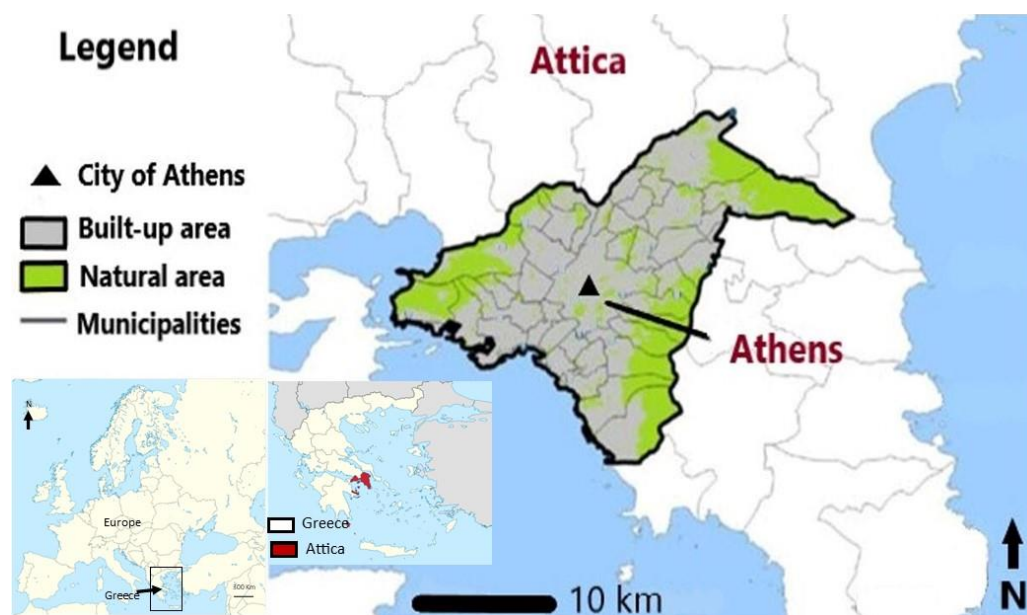 Legend
City of Athens
Built-up area
Natural area
Municipalities
Attica
Athens
N
Europe
Greece
Greece
Attica
10 km
N